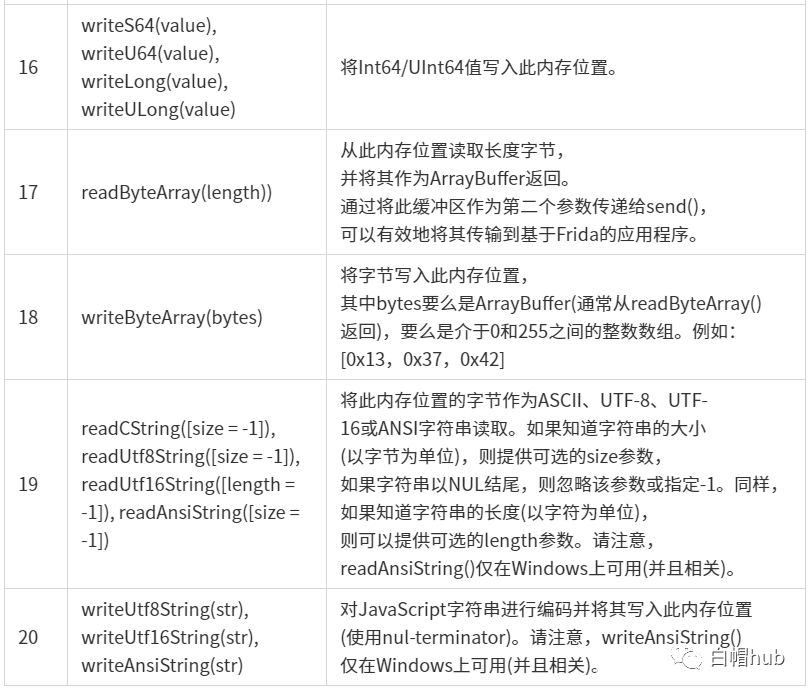 16
writeS64(value),
writeU64(value),
writeLong(value),
writeULong(value)
将Int64/UInt64值写入此内存位置。
17
readByteArray(length))
从此内存位置读取长度字节，
并将其作为ArrayBuffer返回。
通过将此缓冲区作为第二个参数传递给send()，
可以有效地将其传输到基于Frida的应用程序。
18
writeByteArray(bytes)
将字节写入此内存位置，
其中bytes要么是ArrayBuffer(通常从readByteArray()
返回)，要么是介于0和255之间的整数数组。例如：
[0x13，0x37，0x42]
19
readCString([size = -1]),
readUtf8String([size = -1]),
readUtf16String([length =
-1]), readAnsiString([size =
-1])
将此内存位置的字节作为ASCII、UTF-8、UTF-
16或ANSI字符串读取。如果知道字符串的大小
(以字节为单位)，则提供可选的size参数，
如果字符串以NUL结尾，则忽略该参数或指定-1。同样，
如果知道字符串的长度(以字符为单位)，
则可以提供可选的length参数。请注意，
readAnsiString()仅在Windows上可用(并且相关)。
20
writeUtf8String(str),
writeUtf16String(str),
writeAnsiString(str)
对JavaScript字符串进行编码并将其写入此内存位置
(使用nul-terminator)。请注意，writeAnsiString()
仅在Windows上可用(并且相关)。
白帽hub